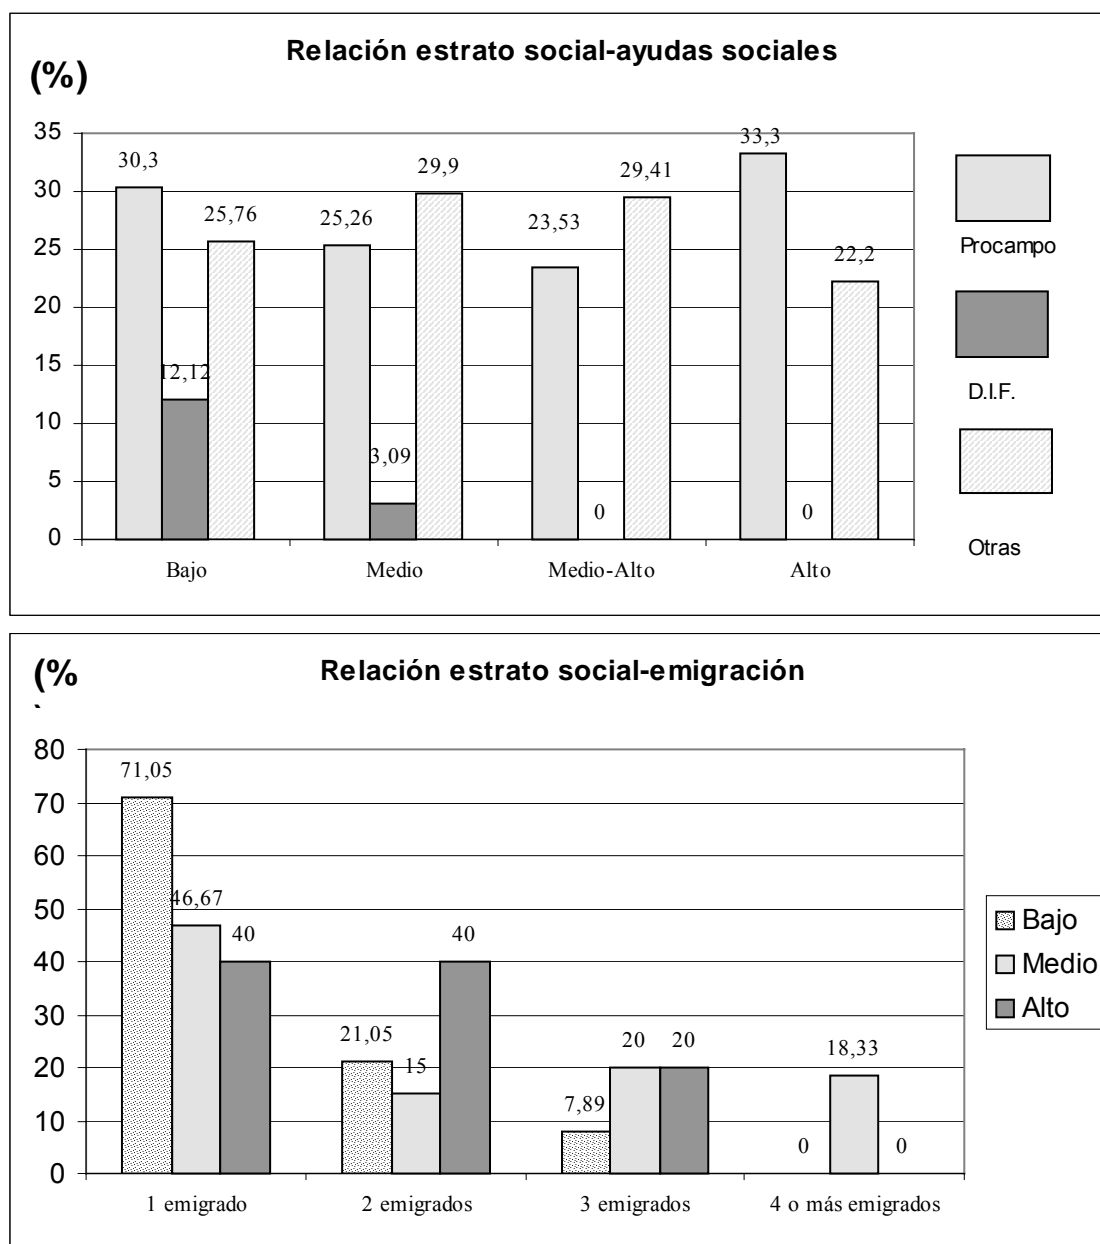 Relación estrato social-ayudas sociales
(%)
35
30
25
20
15
10
5
0
30,3
12,12
25,76
25,26
3,09
29,9
23,53
0
29,41
33,3
0
22,2
Bajo
Medio
Medio-Alto
Alto
Procampo
D.I.F.
Otras
Relación estrato social-emigración
(%
80
70
60
50
40
30
20
10
0
71,05
46,67
40
21,05
15
40
7,89
20
20
0
18,33
0
1 emigrado
2 emigrados
3 emigrados
4 o más emigrados
Bajo
Medio
Alto